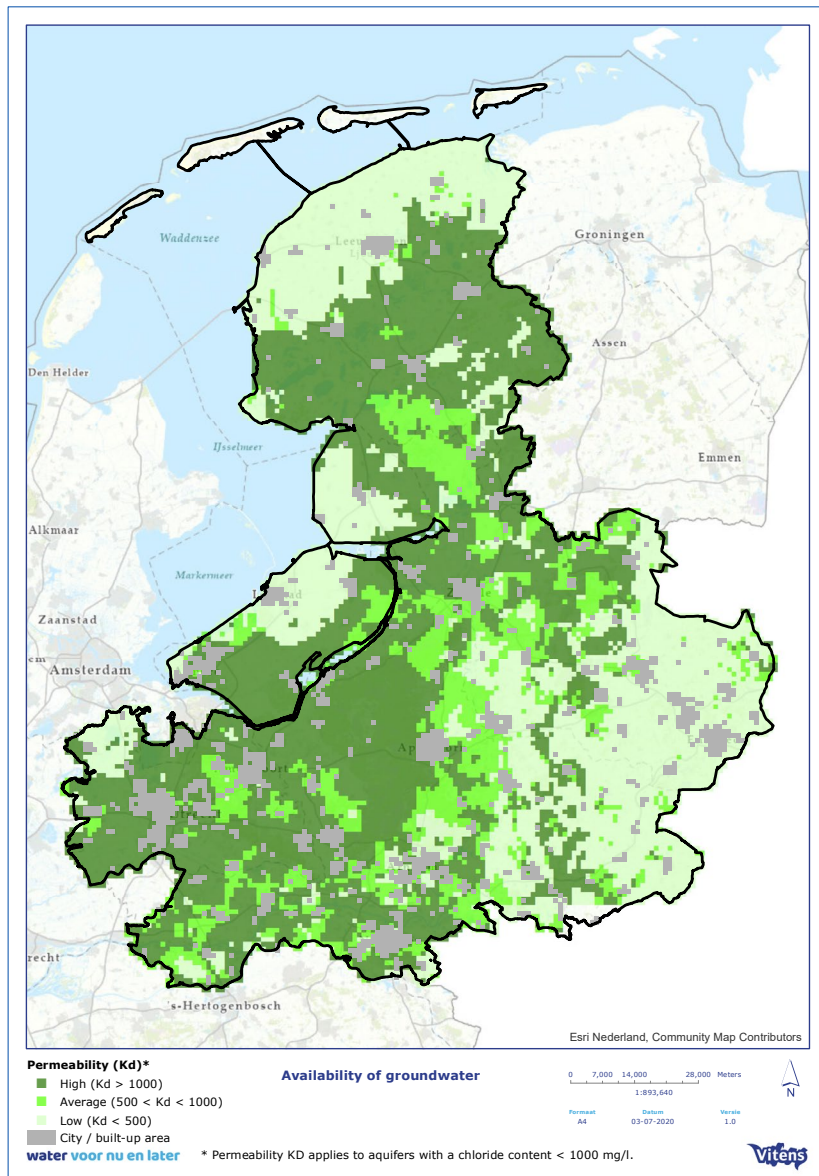 Waddenzee
Groningen
Assen
Den Helder
IJsselmeer
Emmen
Alkmaar
Markermeer
Zaanstad
Amsterdam
's-Hertogenbosch
Esri Nederland, Community Map Contributors
Permeability (Kd)*
High (Kd > 1000)
Average (500 < Kd < 1000)
Low (Kd < 500)
City / built-up area
water voor nu en later
Availability of groundwater
* Permeability KD applies to aquifers with a chloride content < 1000 mg/l.
0 7,000 14,000 28,000 Meters
1:893,640
Formaat Datum Versie
A4 03-07-2020 1.0
N
Vitens